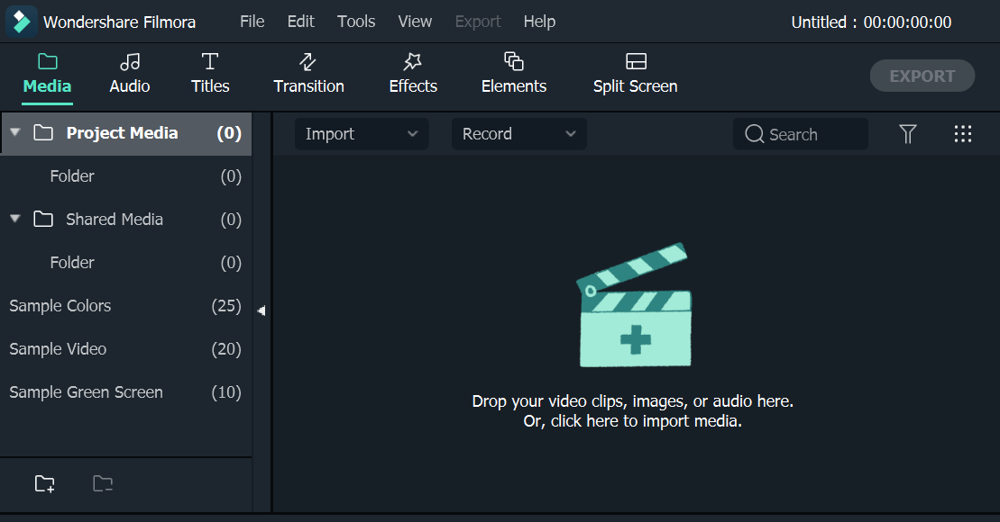 Wondershare Filmora File Edit Tools View Export Help Untitled : 00:00:00:00
Media Audio Titles Transition Effects Elements Split Screen EXPORT
Project Media (0) Import Record Search
Folder (0)
Shared Media (0)
Folder (0)
Sample Colors (25)
Sample Video (20)
Sample Green Screen (10)
Drop your video clips, images, or audio here.
Or, click here to import media.